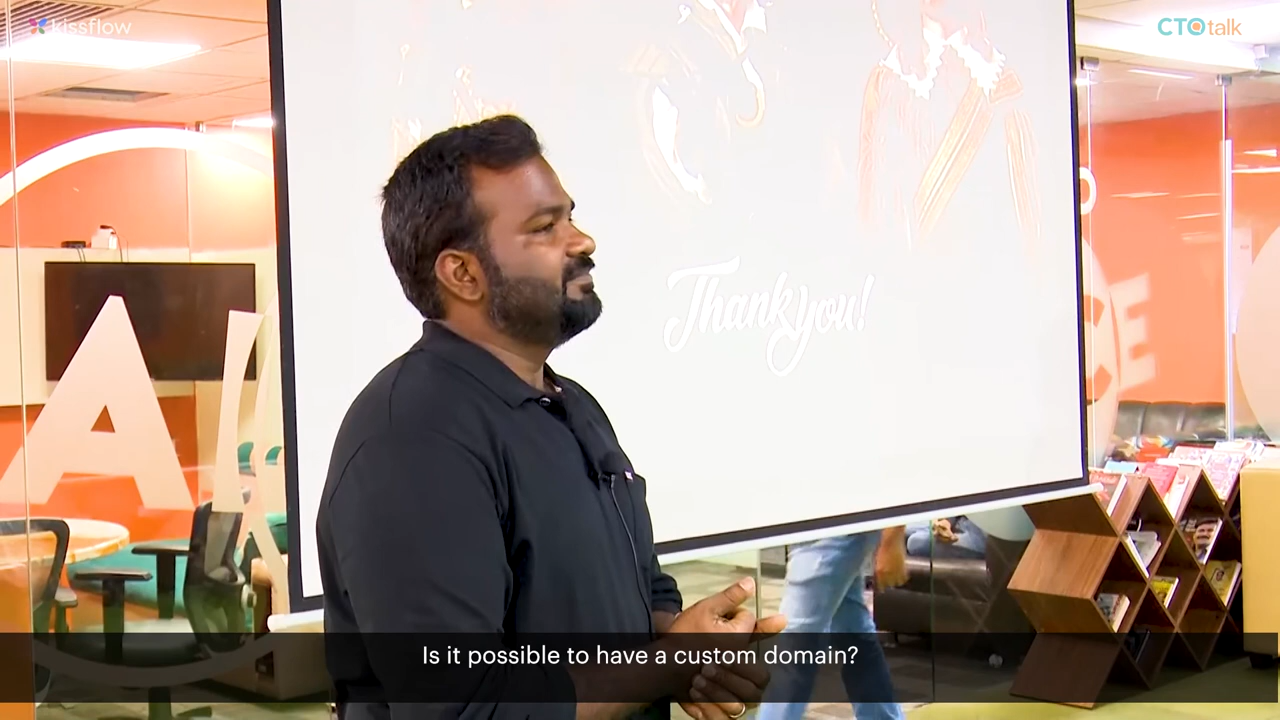 kissflow
CTOtalk
Thank you!
Is it possible to have a custom domain?